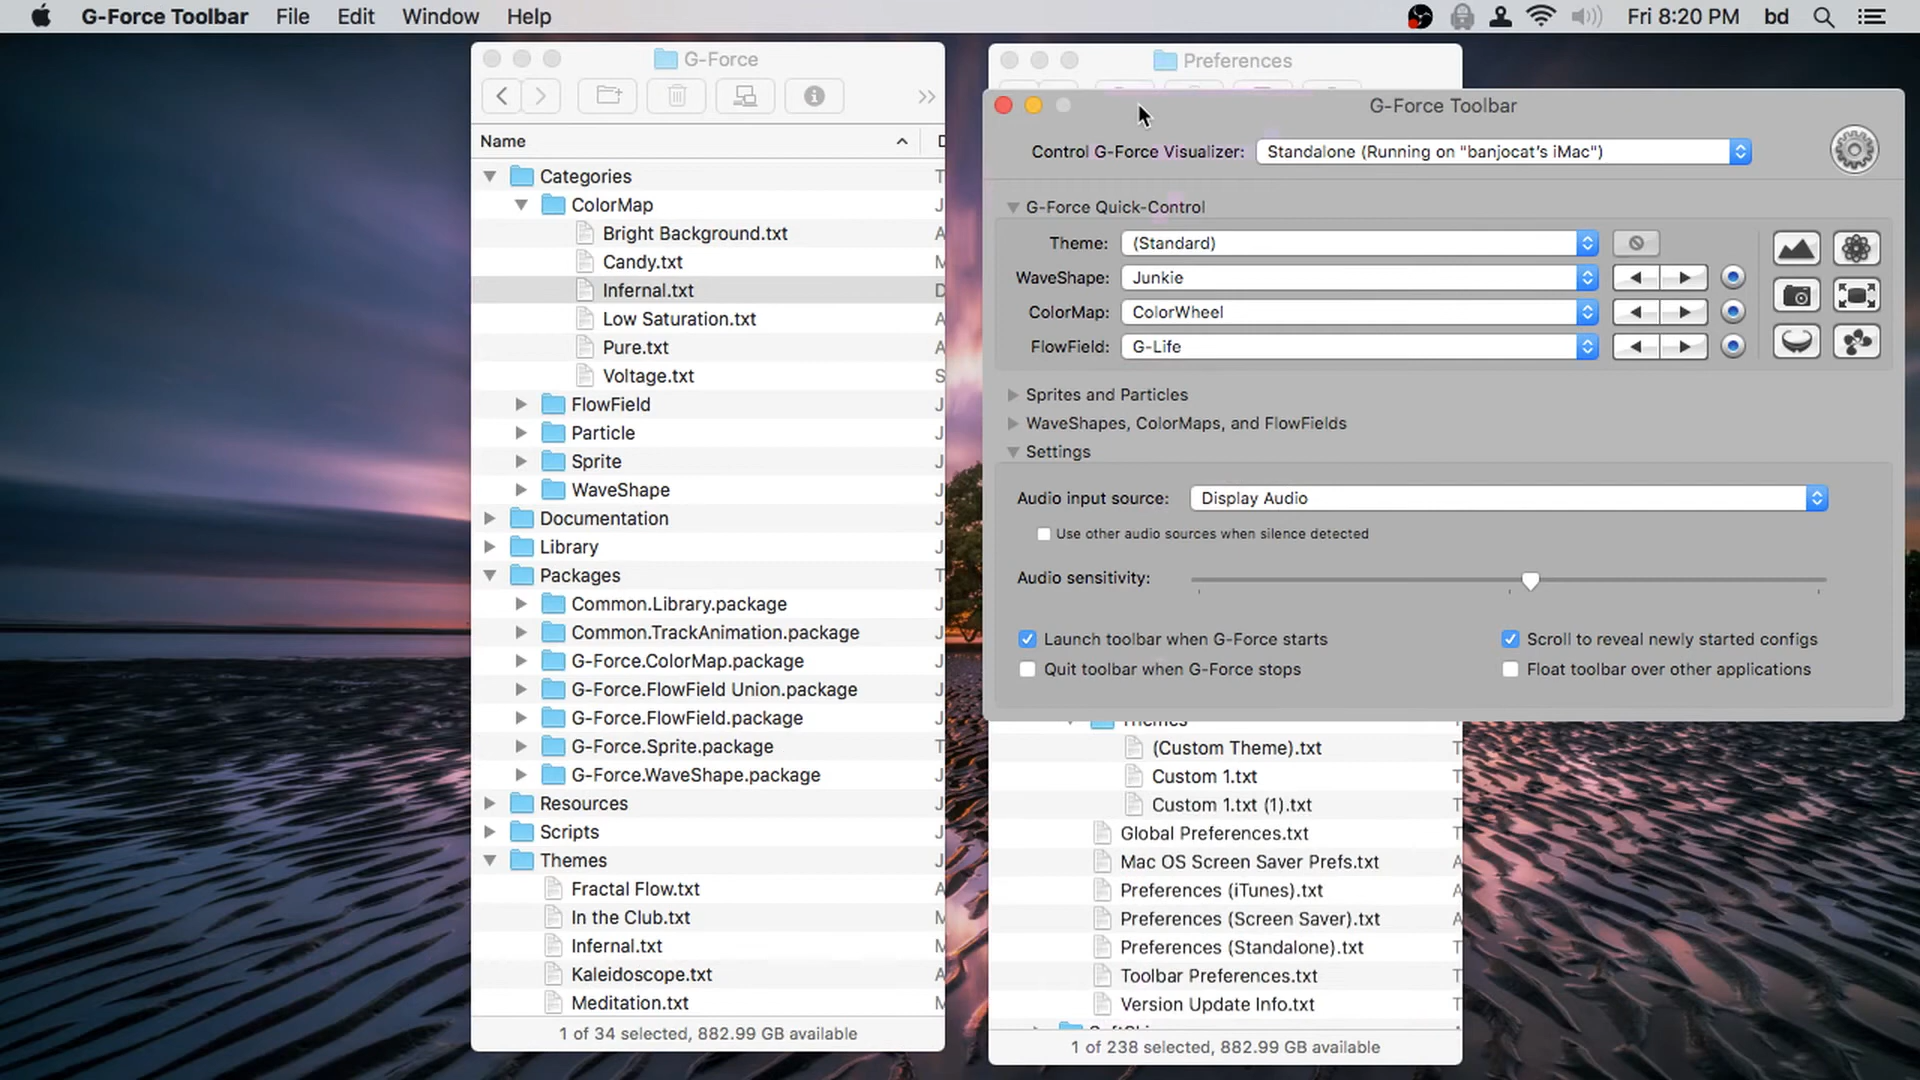 G-Force Toolbar File Edit Window Help Fri 8:20 PM bd
G-Force
Name
Categories
ColorMap
Bright Background.txt
Candy.txt
Infernal.txt
Low Saturation.txt
Pure.txt
Voltage.txt
FlowField
Particle
Sprite
WaveShape
Documentation
Library
Packages
Common.Library.package
Common.TrackAnimation.package
G-Force.ColorMap.package
G-Force.FlowField Union.package
G-Force.FlowField.package
G-Force.Sprite.package
G-Force.WaveShape.package
Resources
Scripts
Themes
Fractal Flow.txt
In the Club.txt
Infernal.txt
Kaleidoscope.txt
Meditation.txt
1 of 34 selected, 882.99 GB available
Preferences
G-Force Toolbar
Control G-Force Visualizer: Standalone (Running on "banjocat's iMac")
G-Force Quick-Control
Theme: (Standard)
WaveShape: Junkie
ColorMap: ColorWheel
FlowField: G-Life
Sprites and Particles
WaveShapes, ColorMaps, and FlowFields
Settings
Audio input source: Display Audio
Use other audio sources when silence detected
Audio sensitivity:
Launch toolbar when G-Force starts Scroll to reveal newly started configs
Quit toolbar when G-Force stops Float toolbar over other applications
Themes
(Custom Theme).txt
Custom 1.txt
Custom 1.txt (1).txt
Global Preferences.txt
Mac OS Screen Saver Prefs.txt
Preferences (iTunes).txt
Preferences (Screen Saver).txt
Preferences (Standalone).txt
Toolbar Preferences.txt
Version Update Info.txt
1 of 238 selected, 882.99 GB available